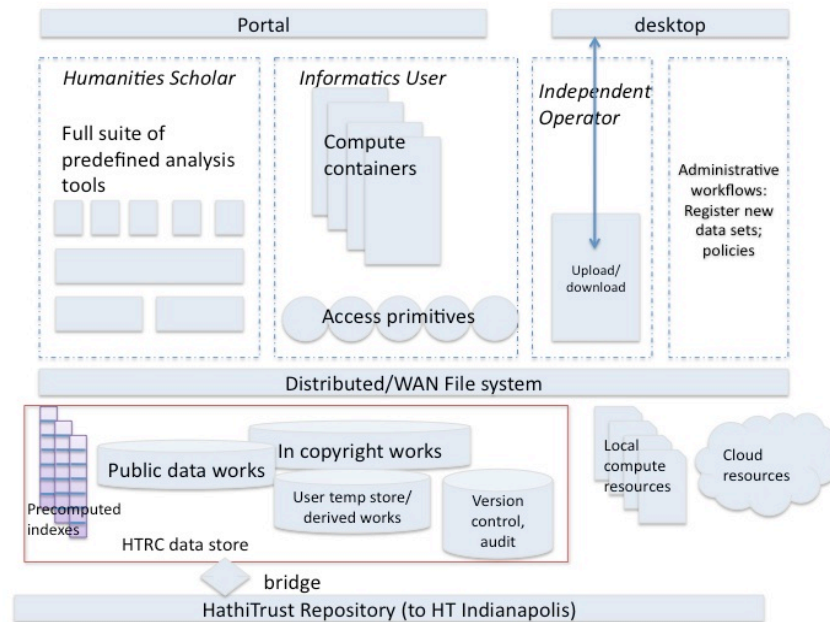 Portal
desktop
Humanities Scholar
Full suite of
predefined analysis
tools
Informatics User
Compute
containers
Access primitives
Independent
Operator
Upload/
download
Administrative
workflows:
Register new
data sets;
policies
Distributed/WAN File system
Precomputed
indexes
Public data works
In copyright works
User temp store/
derived works
Version
control,
audit
HTRC data store
Local
compute
resources
Cloud
resources
bridge
HathiTrust Repository (to HT Indianapolis)